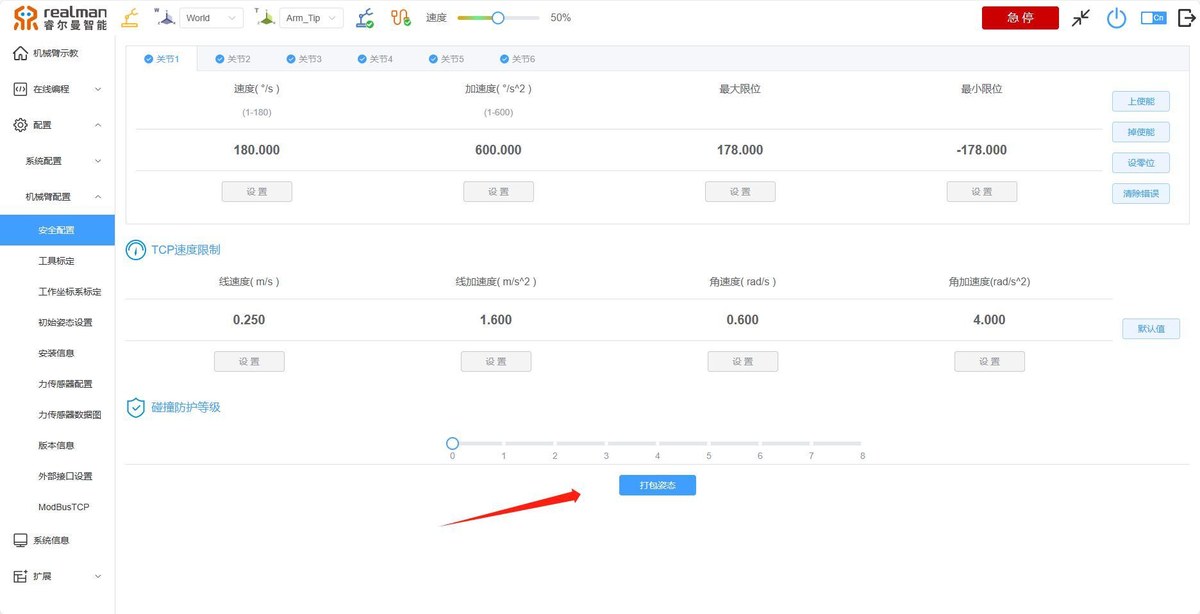 realman
睿尔曼智能
W
World
T
Arm_Tip
速度
50%
急 停
Cn
机械臂示教
在线编程
配置
系统配置
机械臂配置
安全配置
工具标定
工作坐标系标定
初始姿态设置
安装信息
力传感器配置
力传感器数据图
版本信息
外部接口设置
ModBusTCP
系统信息
扩展
关节1 关节2 关节3 关节4 关节5 关节6
速度( °/s ) 加速度( °/s^2 ) 最大限位 最小限位
(1-180) (1-600)
180.000 600.000 178.000 -178.000
设 置 设 置 设 置 设 置
上使能
掉使能
设零位
清除错误
TCP速度限制
线速度( m/s ) 线加速度( m/s^2 ) 角速度( rad/s ) 角加速度(rad/s^2)
0.250 1.600 0.600 4.000
设 置 设 置 设 置 设 置
默认值
碰撞防护等级
0 1 2 3 4 5 6 7 8
打包姿态